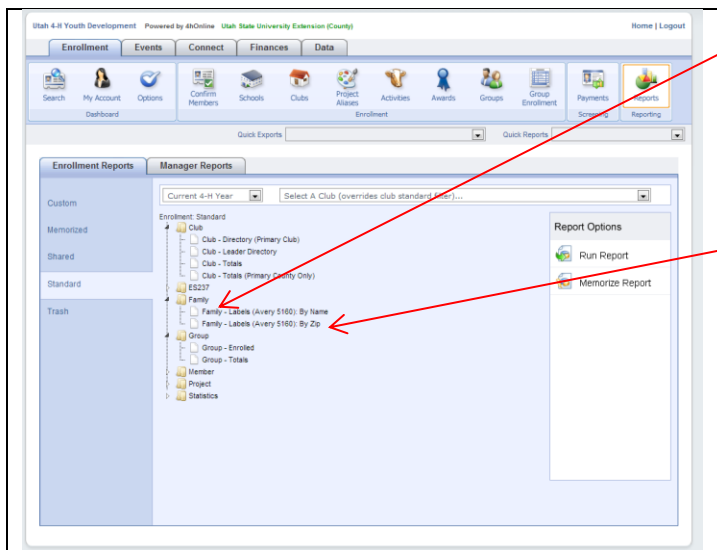 Utah 4-H Youth Development Powered by 4hOnline Utah State University Extension (County) Home | Logout
Enrollment Events Connect Finances Data
Search My Account Options Confirm Members Schools Clubs Project Aliases Activities Awards Groups Group Enrollment Payments Reports
Dashboard Enrollment Screening Reporting
Quick Exports Quick Reports
Enrollment Reports Manager Reports
Current 4-H Year Select A Club (overrides club standard filter)...
Custom
Memorized
Shared
Standard
Trash
Enrollment: Standard
Club
Club - Directory (Primary Club)
Club - Leader Directory
Club - Totals
Club - Totals (Primary County Only)
ES237
Family
Family - Labels (Avery 5160): By Name
Family - Labels (Avery 5160): By Zip
Group
Group - Enrolled
Group - Totals
Member
Project
Statistics
Report Options
Run Report
Memorize Report